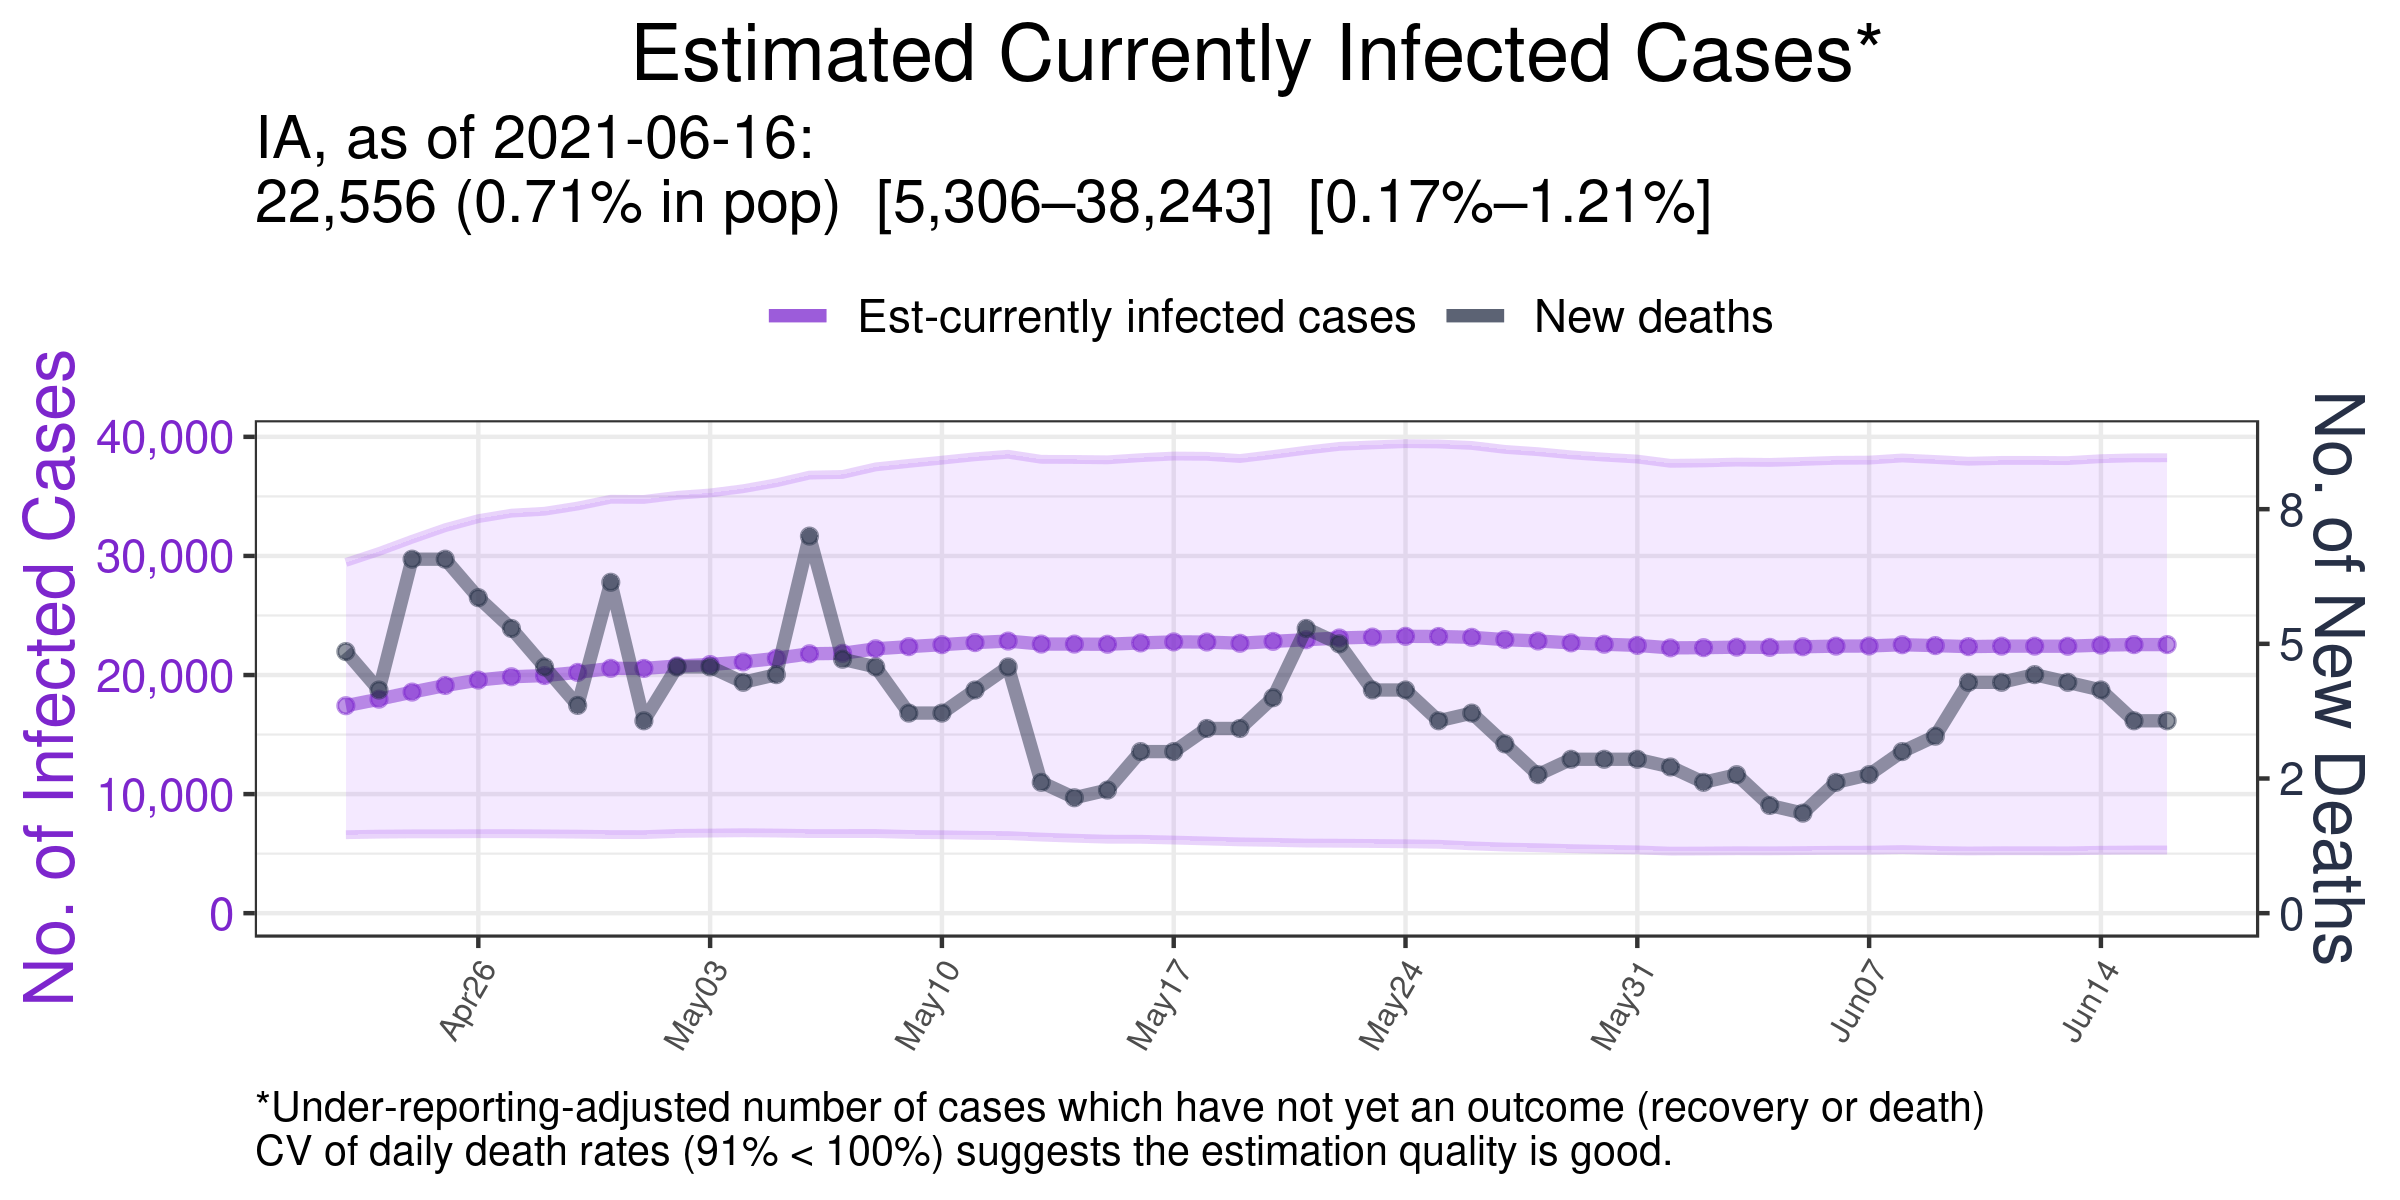 Estimated Currently Infected Cases*
IA, as of 2021-06-16:
22,556 (0.71% in pop)  [5,306–38,243]  [0.17%–1.21%]
Est-currently infected cases
New deaths
No. of Infected Cases
40,000
30,000
20,000
10,000
0
No. of New Deaths
8
5
2
0
Apr26
May03
May10
May17
May24
May31
Jun07
Jun14
*Under-reporting-adjusted number of cases which have not yet an outcome (recovery or death)
CV of daily death rates (91% < 100%) suggests the estimation quality is good.